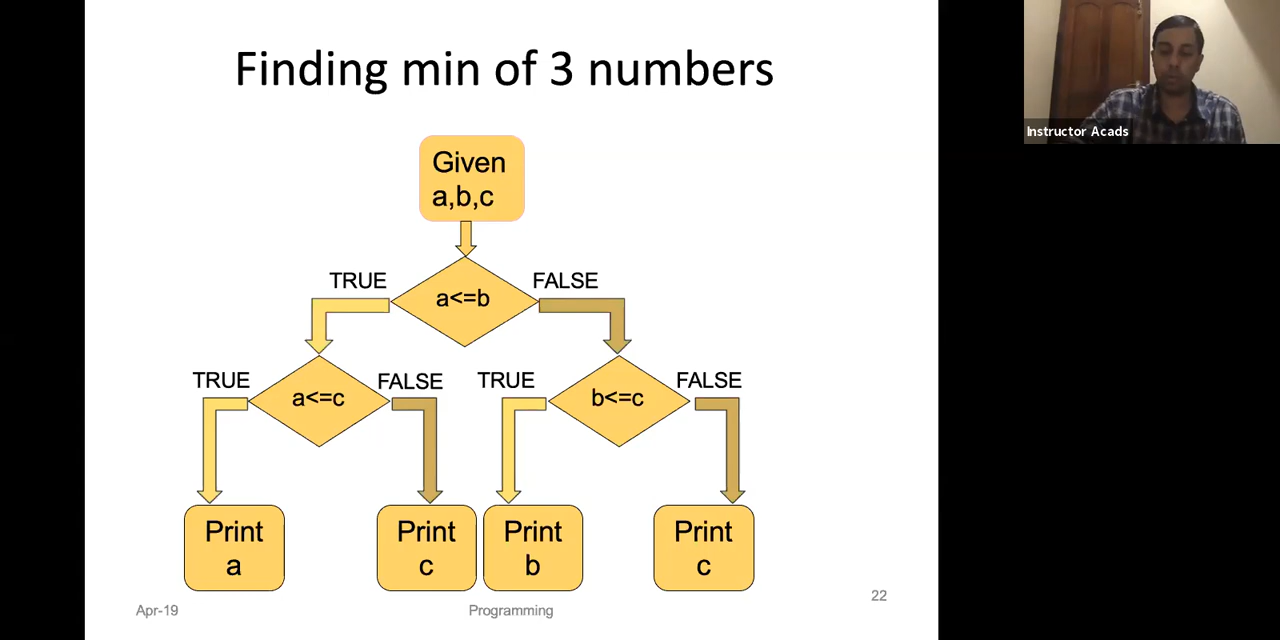 Finding min of 3 numbers
Instructor Acads
Given
a,b,c
TRUE
a<=b
FALSE
TRUE
a<=c
FALSE
TRUE
b<=c
FALSE
Print
a
Print
c
Print
b
Print
c
Apr-19
Programming
22